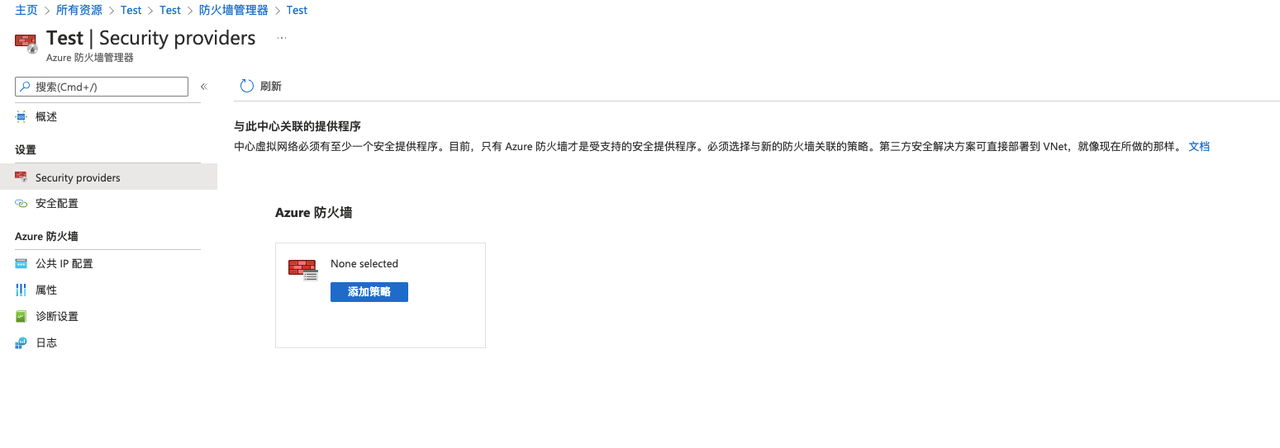 主页 > 所有资源 > Test > Test > 防火墙管理器 > Test
Test | Security providers ...
Azure 防火墙管理器
搜索(Cmd+/) «
刷新
概述
设置
Security providers
安全配置
Azure 防火墙
公共 IP 配置
属性
诊断设置
日志
与此中心关联的提供程序
中心虚拟网络必须有至少一个安全提供程序。目前，只有 Azure 防火墙才是受支持的安全提供程序。必须选择与新的防火墙关联的策略。第三方安全解决方案可直接部署到 VNet，就像现在所做的那样。 文档
Azure 防火墙
None selected
添加策略